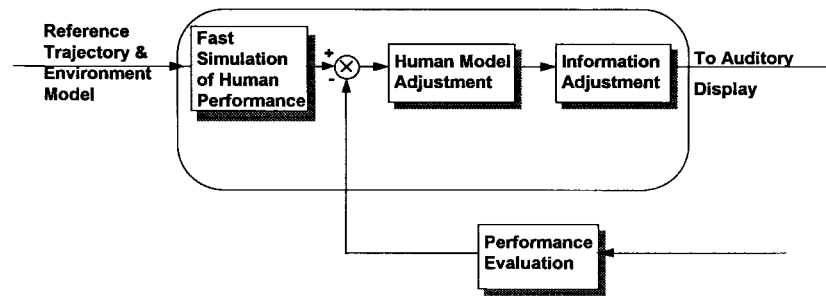 Reference
Trajectory &
Environment
Model
Fast
Simulation
of Human
Performance
+
-
Human Model
Adjustment
Information
Adjustment
To Auditory
Display
Performance
Evaluation